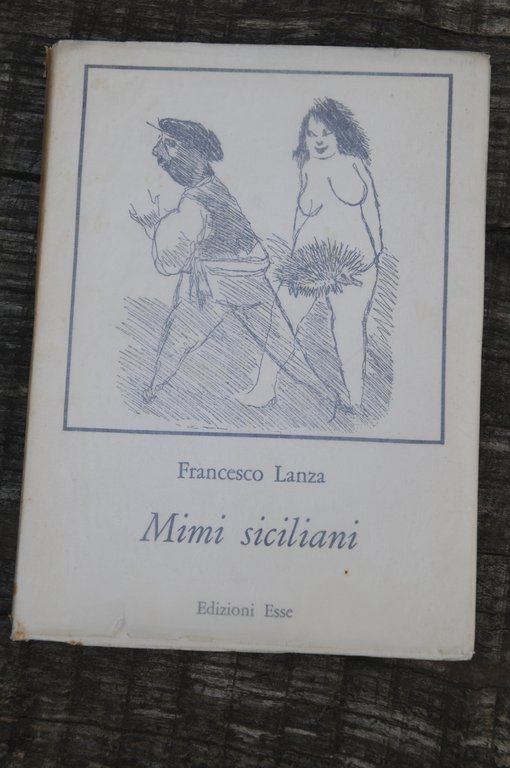 Francesco Lanza
Mimi siciliani
Edizioni Esse